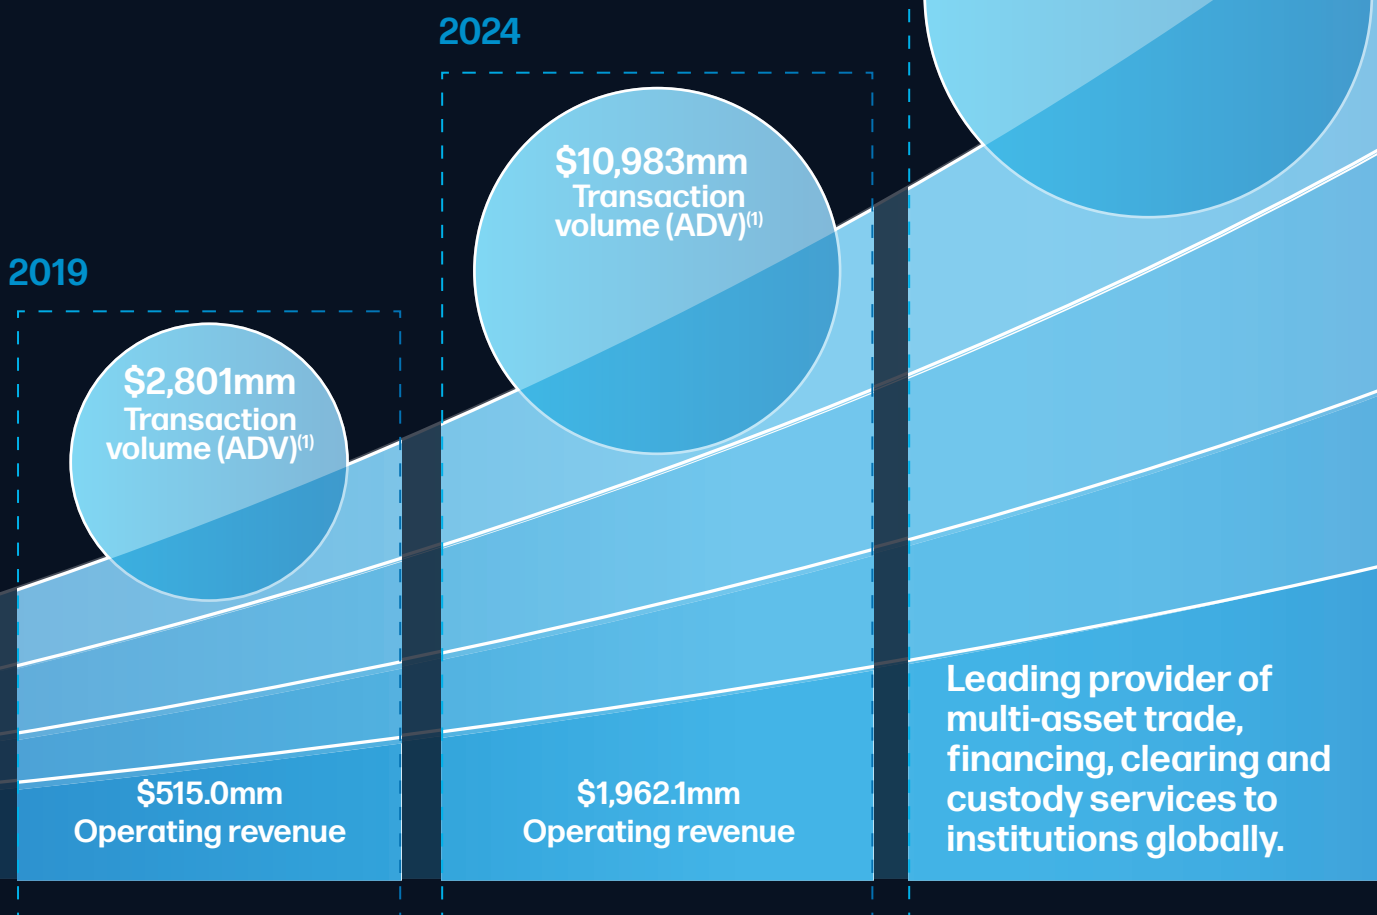 2019
$2,801mm
Transaction
volume (ADV)(1)
$515.0mm
Operating revenue
2024
$10,983mm
Transaction
volume (ADV)(1)
$1,962.1mm
Operating revenue
Leading provider of
multi-asset trade,
financing, clearing and
custody services to
institutions globally.